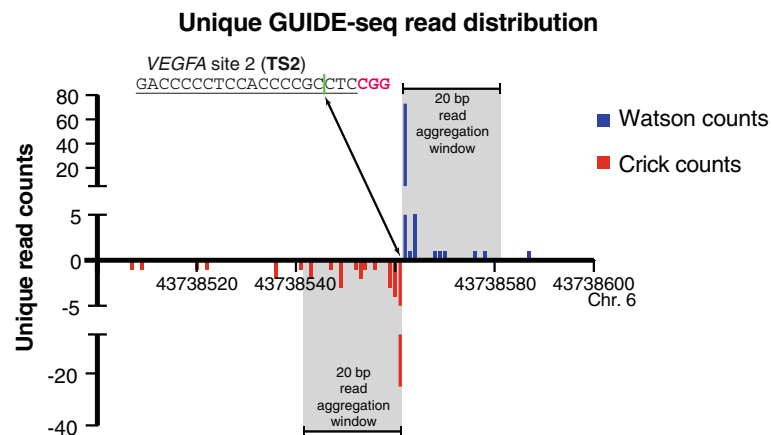 Unique GUIDE-seq read distribution
VEGFA site 2 (TS2)
GACCCCCTCCACCCCGCCTCCGG
80
60
40
20
5
0
-5
-20
-40
Unique read counts
20 bp
read
aggregation
window
Watson counts
Crick counts
43738520
43738540
43738580
43738600
Chr. 6
20 bp
read
aggregation
window